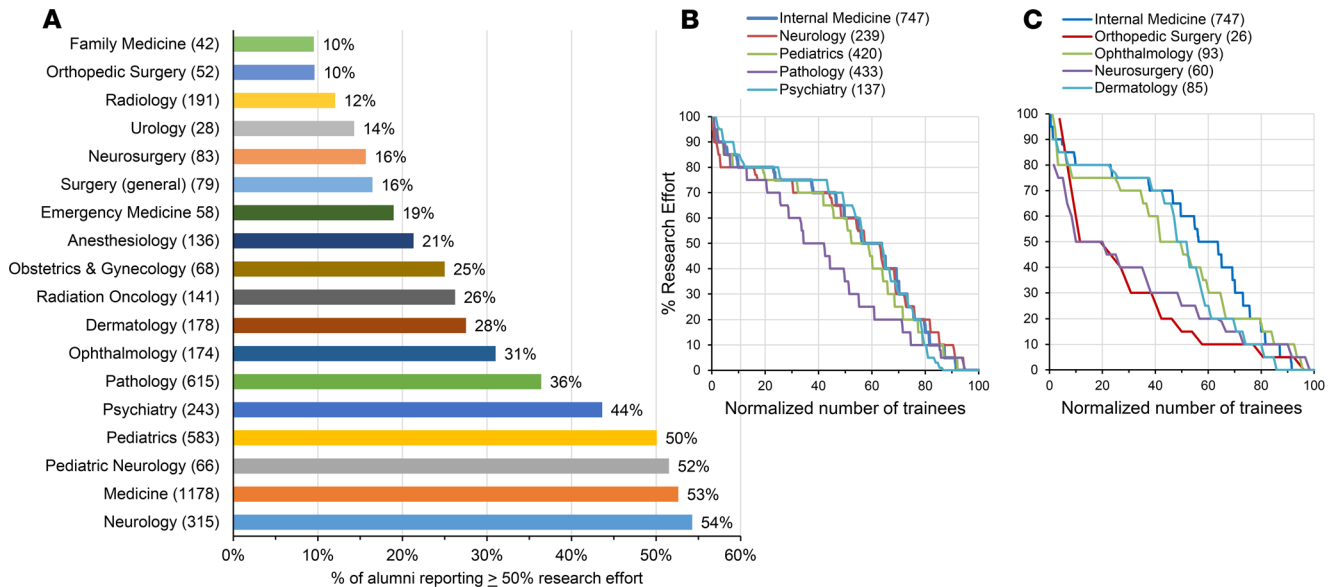 A
Family Medicine (42) 10%
Orthopedic Surgery (52) 10%
Radiology (191) 12%
Urology (28) 14%
Neurosurgery (83) 16%
Surgery (general) (79) 16%
Emergency Medicine 58) 19%
Anesthesiology (136) 21%
Obstetrics & Gynecology (68) 25%
Radiation Oncology (141) 26%
Dermatology (178) 28%
Ophthalmology (174) 31%
Pathology (615) 36%
Psychiatry (243) 44%
Pediatrics (583) 50%
Pediatric Neurology (66) 52%
Medicine (1178) 53%
Neurology (315) 54%
0% 10% 20% 30% 40% 50% 60%
% of alumni reporting ≥ 50% research effort
B
Internal Medicine (747)
Neurology (239)
Pediatrics (420)
Pathology (433)
Psychiatry (137)
% Research Effort
100
90
80
70
60
50
40
30
20
10
0
0 20 40 60 80 100
Normalized number of trainees
C
Internal Medicine (747)
Orthopedic Surgery (26)
Ophthalmology (93)
Neurosurgery (60)
Dermatology (85)
100
90
80
70
60
50
40
30
20
10
0
0 20 40 60 80 100
Normalized number of trainees